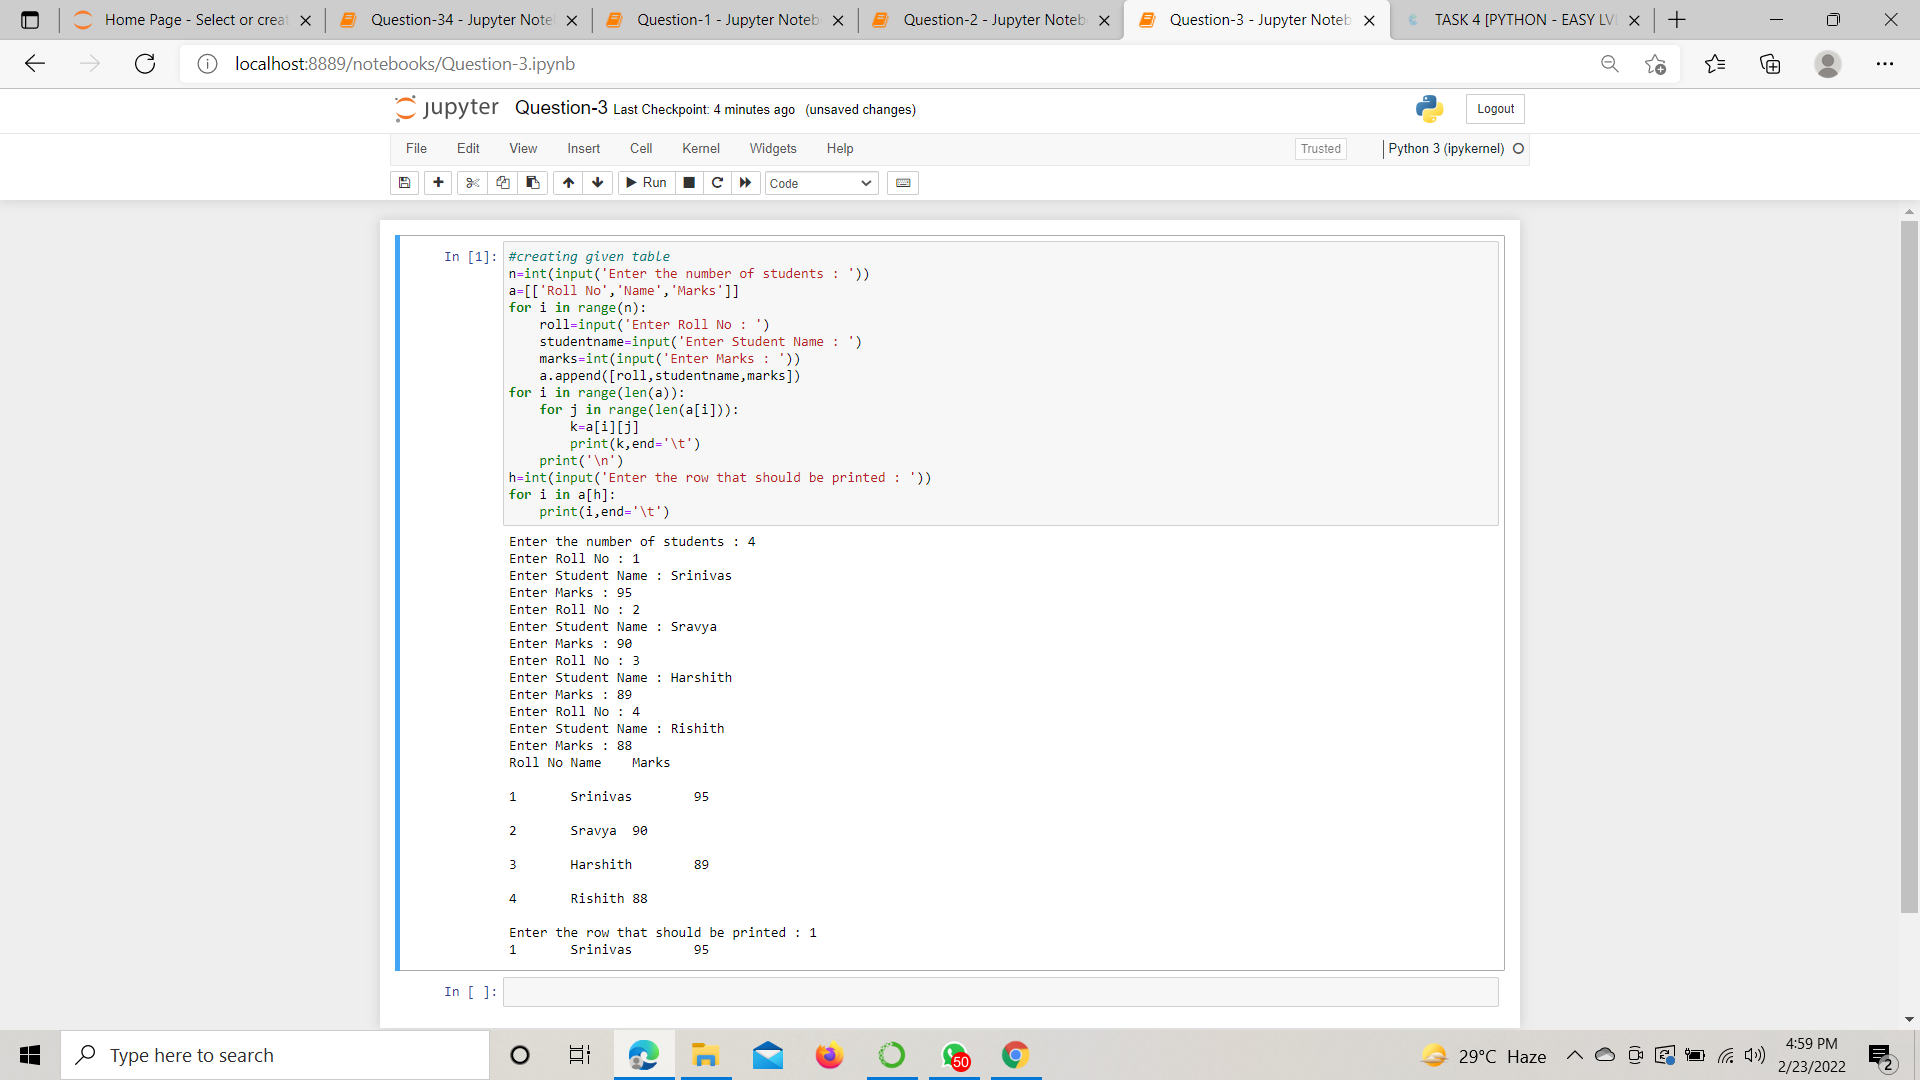 Home Page - Select or creat
Question-34 - Jupyter Note
Question-1 - Jupyter Noteb
Question-2 - Jupyter Noteb
Question-3 - Jupyter Noteb
TASK 4 [PYTHON - EASY LV
localhost:8889/notebooks/Question-3.ipynb
jupyter Question-3 Last Checkpoint: 4 minutes ago (unsaved changes)
Logout
File Edit View Insert Cell Kernel Widgets Help
Trusted
Python 3 (ipykernel)
Run
Code
In [1]:
#creating given table
n=int(input('Enter the number of students : '))
a=[['Roll No','Name','Marks']]
for i in range(n):
    roll=input('Enter Roll No : ')
    studentname=input('Enter Student Name : ')
    marks=int(input('Enter Marks : '))
    a.append([roll,studentname,marks])
for i in range(len(a)):
    for j in range(len(a[i])):
        k=a[i][j]
        print(k,end='\t')
    print('\n')
h=int(input('Enter the row that should be printed : '))
for i in a[h]:
    print(i,end='\t')
Enter the number of students : 4
Enter Roll No : 1
Enter Student Name : Srinivas
Enter Marks : 95
Enter Roll No : 2
Enter Student Name : Sravya
Enter Marks : 90
Enter Roll No : 3
Enter Student Name : Harshith
Enter Marks : 89
Enter Roll No : 4
Enter Student Name : Rishith
Enter Marks : 88
Roll No Name    Marks
1       Srinivas        95
2       Sravya  90
3       Harshith        89
4       Rishith 88
Enter the row that should be printed : 1
1       Srinivas        95
In [ ]:
Type here to search
50
29°C Haze
4:59 PM
2/23/2022
2